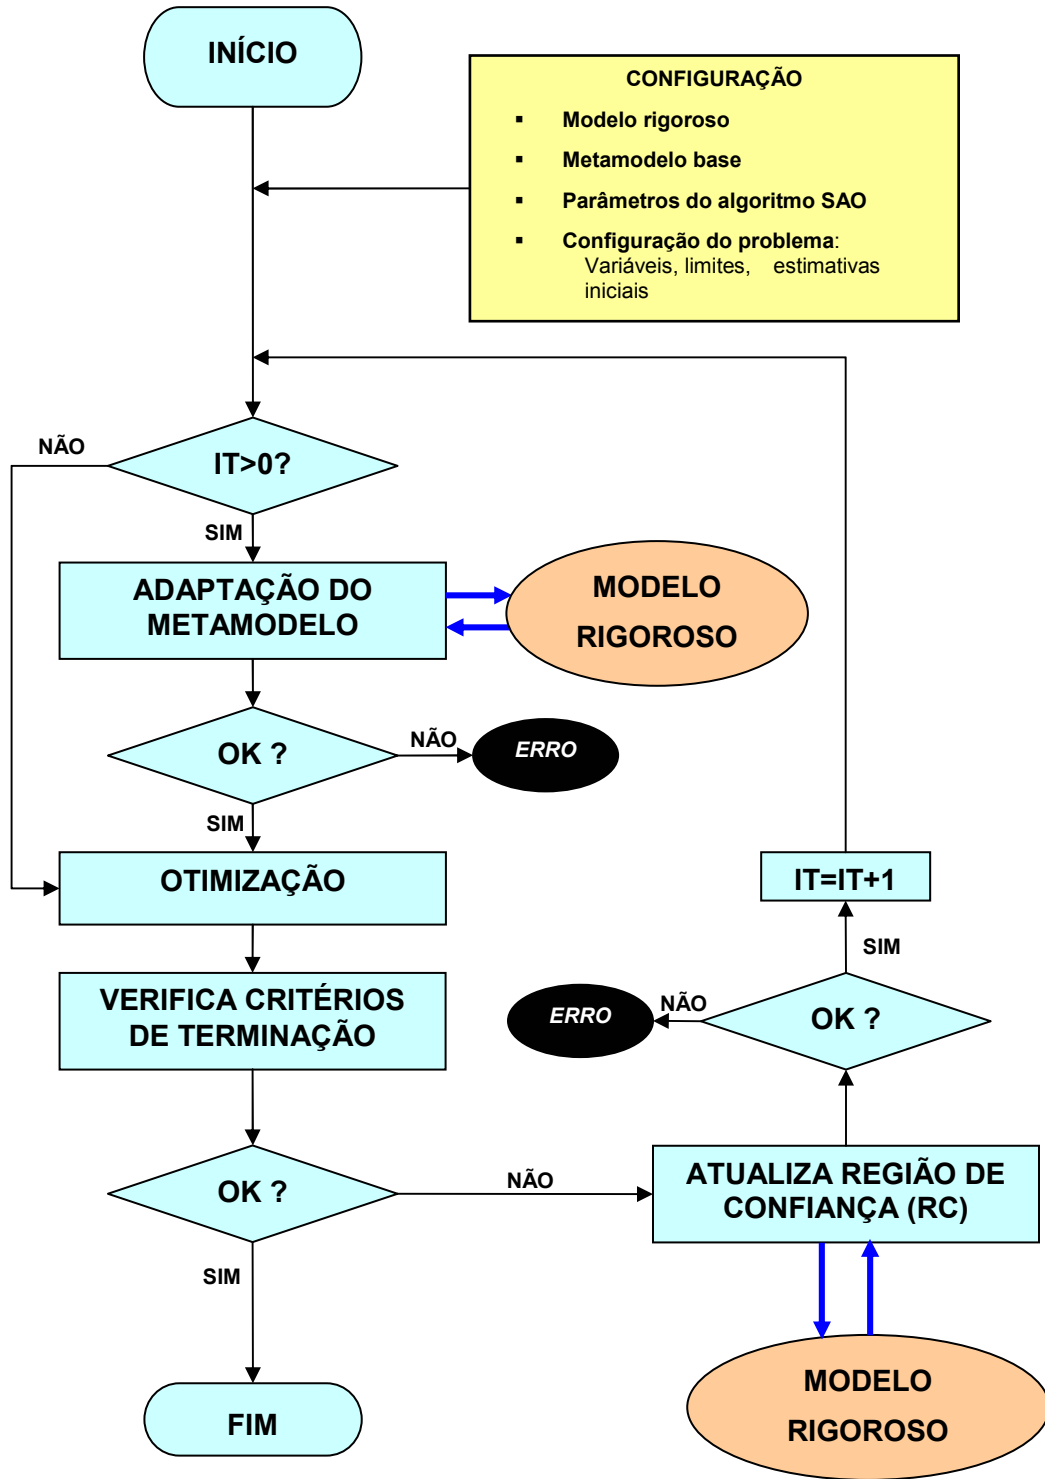 INÍCIO
CONFIGURAÇÃO
▪ Modelo rigoroso
▪ Metamodelo base
▪ Parâmetros do algoritmo SAO
▪ Configuração do problema:
Variáveis, limites, estimativas
iniciais
NÃO
IT>0?
SIM
ADAPTAÇÃO DO
METAMODELO
MODELO
RIGOROSO
OK ?
NÃO
ERRO
SIM
OTIMIZAÇÃO
IT=IT+1
SIM
VERIFICA CRITÉRIOS
DE TERMINAÇÃO
ERRO
NÃO
OK ?
OK ?
NÃO
ATUALIZA REGIÃO DE
CONFIANÇA (RC)
SIM
FIM
MODELO
RIGOROSO